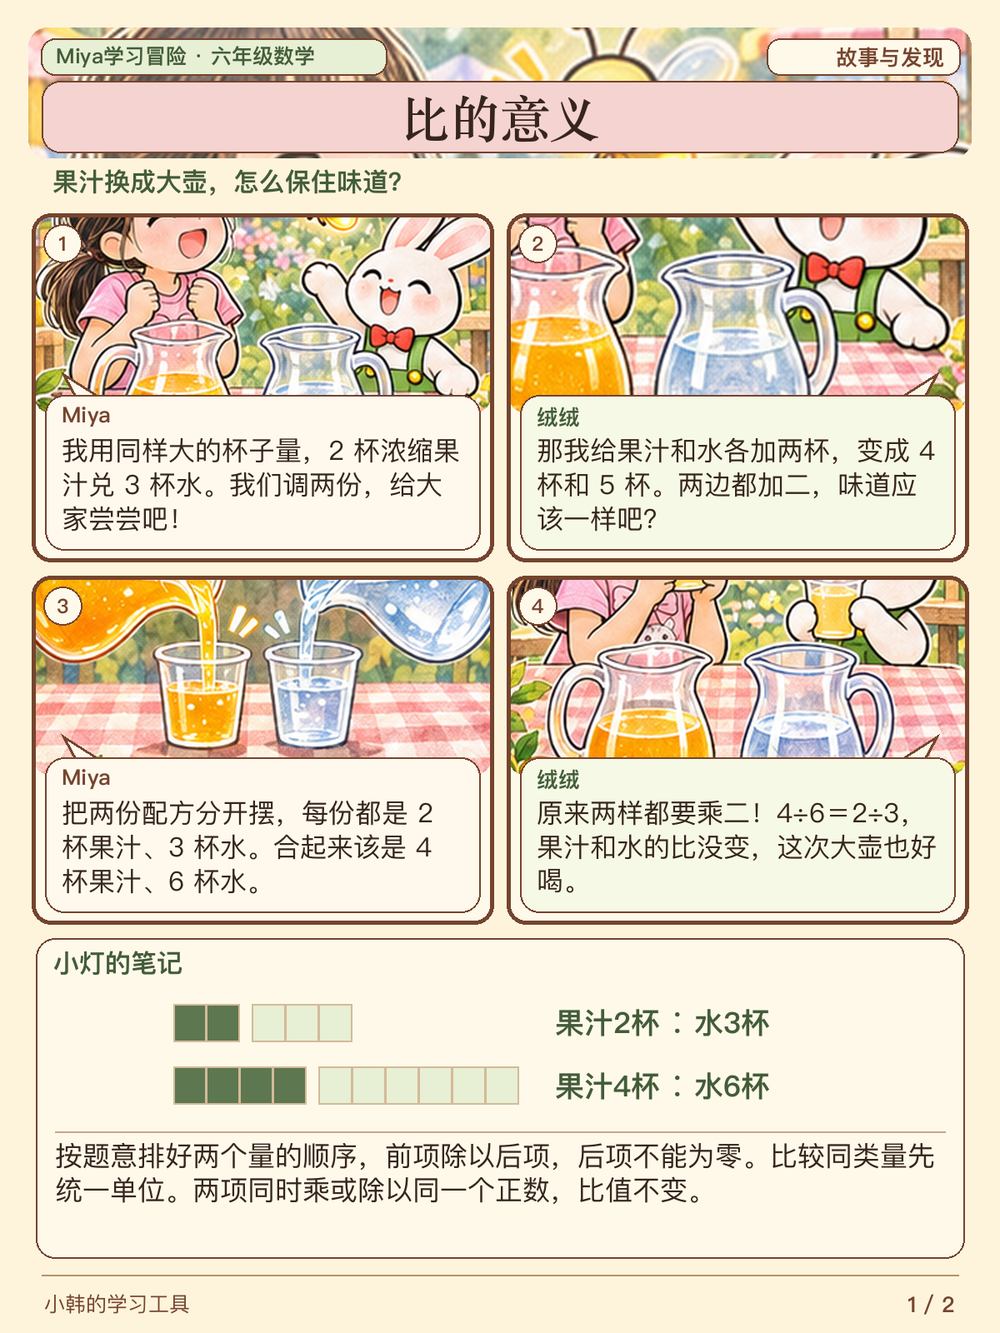 Miya学习冒险 · 六年级数学
故事与发现
比的意义
果汁换成大壶，怎么保住味道？
1
Miya
我用同样大的杯子量，2 杯浓缩果
汁兑 3 杯水。我们调两份，给大
家尝尝吧！
2
绒绒
那我给果汁和水各加两杯，变成 4
杯和 5 杯。两边都加二，味道应
该一样吧？
3
Miya
把两份配方分开摆，每份都是 2
杯果汁、3 杯水。合起来该是 4
杯果汁、6 杯水。
4
绒绒
原来两样都要乘二！4÷6＝2÷3，
果汁和水的比没变，这次大壶也好
喝。
小灯的笔记
果汁2杯 ： 水3杯
果汁4杯 ： 水6杯
按题意排好两个量的顺序，前项除以后项，后项不能为零。比较同类量先
统一单位。两项同时乘或除以同一个正数，比值不变。
小韩的学习工具
1 / 2